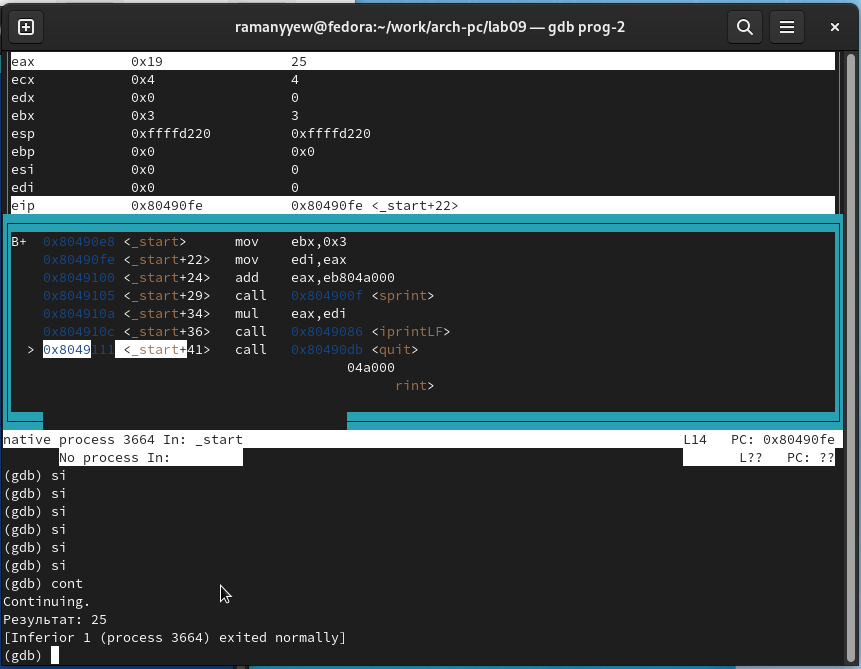 ramanyyew@fedora:~/work/arch-pc/lab09 — gdb prog-2
eax 0x19 25
ecx 0x4 4
edx 0x0 0
ebx 0x3 3
esp 0xffffd220 0xffffd220
ebp 0x0 0x0
esi 0x0 0
edi 0x0 0
eip 0x80490fe 0x80490fe <_start+22>
B+ 0x80490e8 <_start> mov ebx,0x3
0x80490fe <_start+22> mov edi,eax
0x8049100 <_start+24> add eax,eb804a000
0x8049105 <_start+29> call 0x804900f <sprint>
0x804910a <_start+34> mul eax,edi
0x804910c <_start+36> call 0x8049086 <iprintLF>
> 0x8049111 <_start+41> call 0x80490db <quit>
04a000
rint>
native process 3664 In: _start L14 PC: 0x80490fe
No process In: L?? PC: ??
(gdb) si
(gdb) si
(gdb) si
(gdb) si
(gdb) si
(gdb) si
(gdb) cont
Continuing.
Результат: 25
[Inferior 1 (process 3664) exited normally]
(gdb)